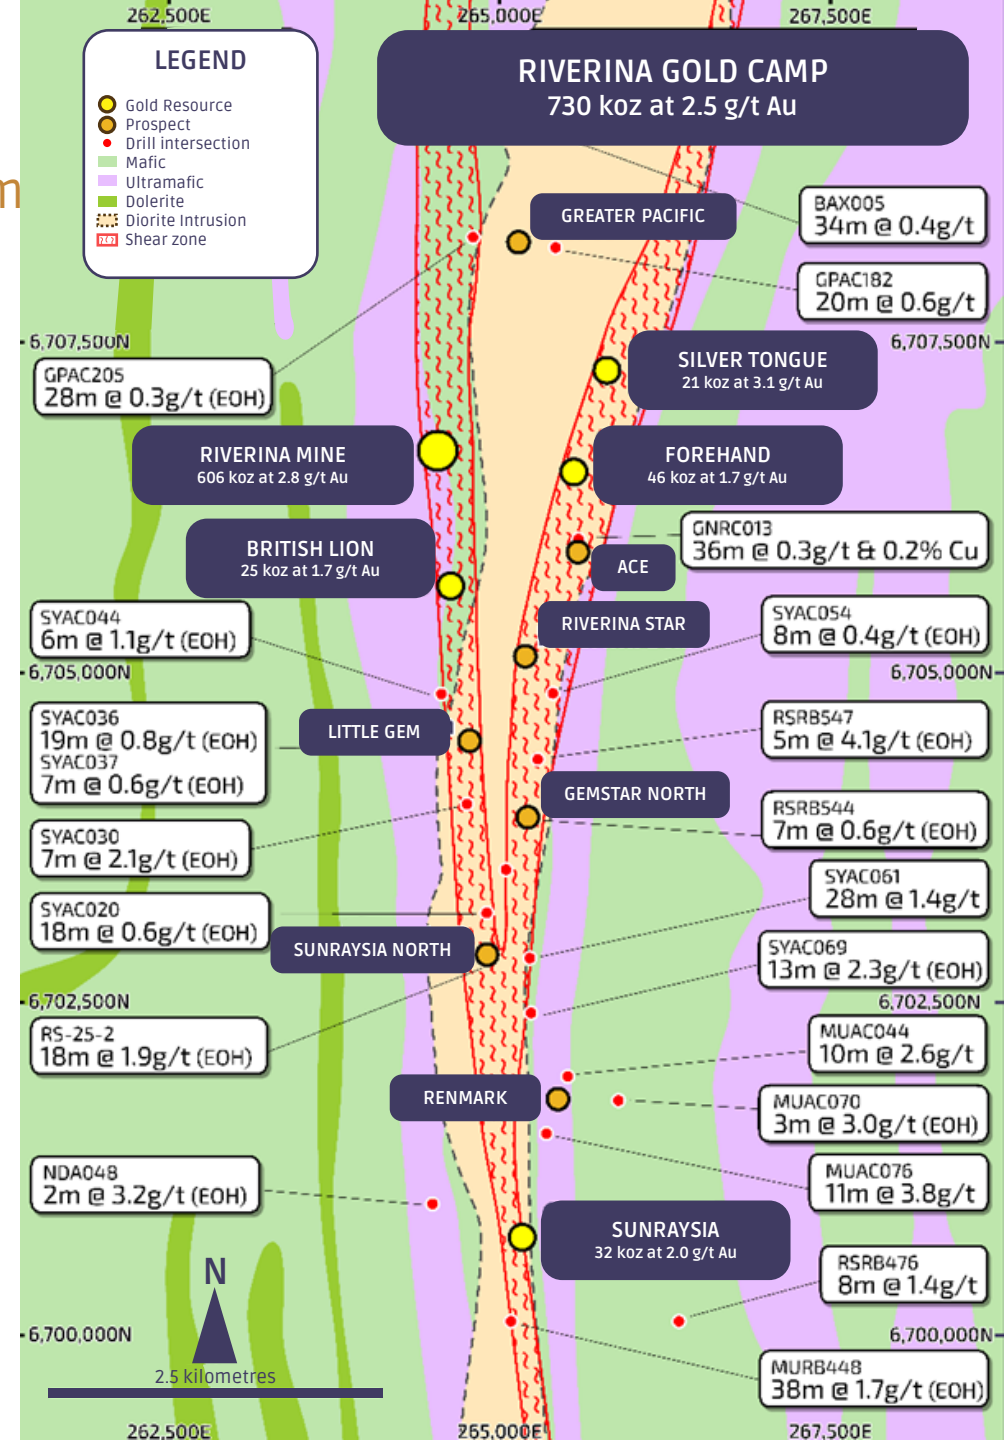 262,500E
265,000E
267,500E
LEGEND
Gold Resource
Prospect
Drill intersection
Mafic
Ultramafic
Dolerite
Diorite Intrusion
Shear zone
RIVERINA GOLD CAMP
730 koz at 2.5 g/t Au
m
BAX005
34m @ 0.4g/t
GREATER PACIFIC
GPAC182
20m @ 0.6g/t
6,707,500N
6,707,500N
GPAC205
28m @ 0.3g/t (EOH)
SILVER TONGUE
21 koz at 3.1 g/t Au
RIVERINA MINE
606 koz at 2.8 g/t Au
FOREHAND
46 koz at 1.7 g/t Au
GNRC013
36m @ 0.3g/t & 0.2% Cu
BRITISH LION
25 koz at 1.7 g/t Au
ACE
SYAC044
6m @ 1.1g/t (EOH)
RIVERINA STAR
SYAC054
8m @ 0.4g/t (EOH)
6,705,000N
6,705,000N
SYAC036
19m @ 0.8g/t (EOH)
SYAC037
7m @ 0.6g/t (EOH)
LITTLE GEM
RSRB547
5m @ 4.1g/t (EOH)
GEMSTAR NORTH
RSRB544
7m @ 0.6g/t (EOH)
SYAC030
7m @ 2.1g/t (EOH)
SYAC061
28m @ 1.4g/t
SYAC020
18m @ 0.6g/t (EOH)
SUNRAYSIA NORTH
SYAC069
13m @ 2.3g/t (EOH)
6,702,500N
6,702,500N
RS-25-2
18m @ 1.9g/t (EOH)
MUAC044
10m @ 2.6g/t
RENMARK
MUAC070
3m @ 3.0g/t (EOH)
NDA048
2m @ 3.2g/t (EOH)
MUAC076
11m @ 3.8g/t
SUNRAYSIA
32 koz at 2.0 g/t Au
RSRB476
8m @ 1.4g/t
N
6,700,000N
6,700,000N
2.5 kilometres
MURB448
38m @ 1.7g/t (EOH)
262,500E
265,000E
267,500E